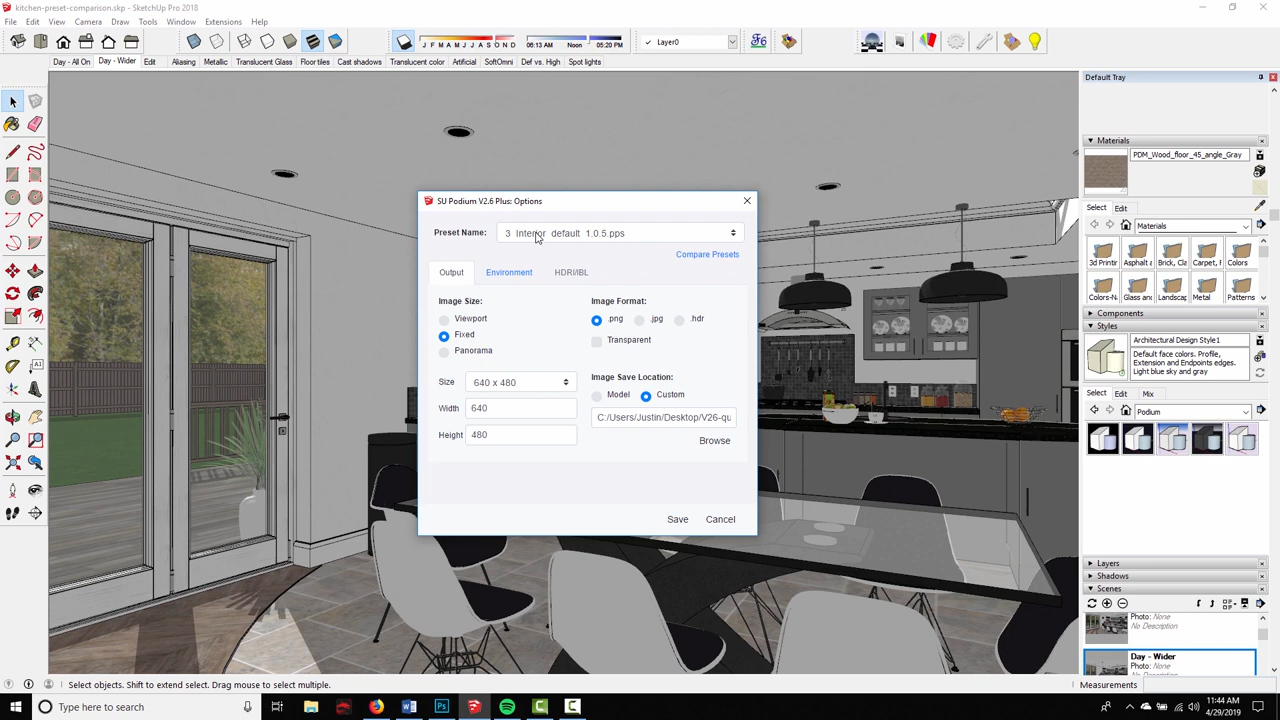 kitchen-preset-comparison.skp - SketchUp Pro 2018
File Edit View Camera Draw Tools Window Extensions Help
J F M A M J J A S O N D
06:13 AM Noon 05:20 PM
Layer0
Day - All On Day - Wider Edit Aliasing Metallic Translucent Glass Floor tiles Cast shadows Translucent color Artificial SoftOmni Def vs. High Spot lights
Default Tray
Materials
PDM_Wood_floor_45_angle_Gray
Select Edit
Materials
3d Printir Asphalt a Brick, Cla Carpet, F Colors
Colors-N Glass and Landscap Metal Patterns
Components
Styles
Architectural Design Style1
Default face colors. Profile,
Extension and Endpoints edges.
Light blue sky and gray
Select Edit Mix
Podium
Layers
Shadows
Scenes
Photo: None
No Description
Day - Wider
Photo: None
No Description
SU Podium V2.6 Plus: Options
Preset Name: 3 Interior default 1.0.5.pps
Compare Presets
Output Environment HDRI/IBL
Image Size:
Viewport
Fixed
Panorama
Size 640 x 480
Width 640
Height 480
Image Format:
.png .jpg .hdr
Transparent
Image Save Location:
Model Custom
C:/Users/Justin/Desktop/V26-qu
Browse
Save Cancel
Select objects. Shift to extend select. Drag mouse to select multiple.
Measurements
Type here to search
11:44 AM
4/29/2019